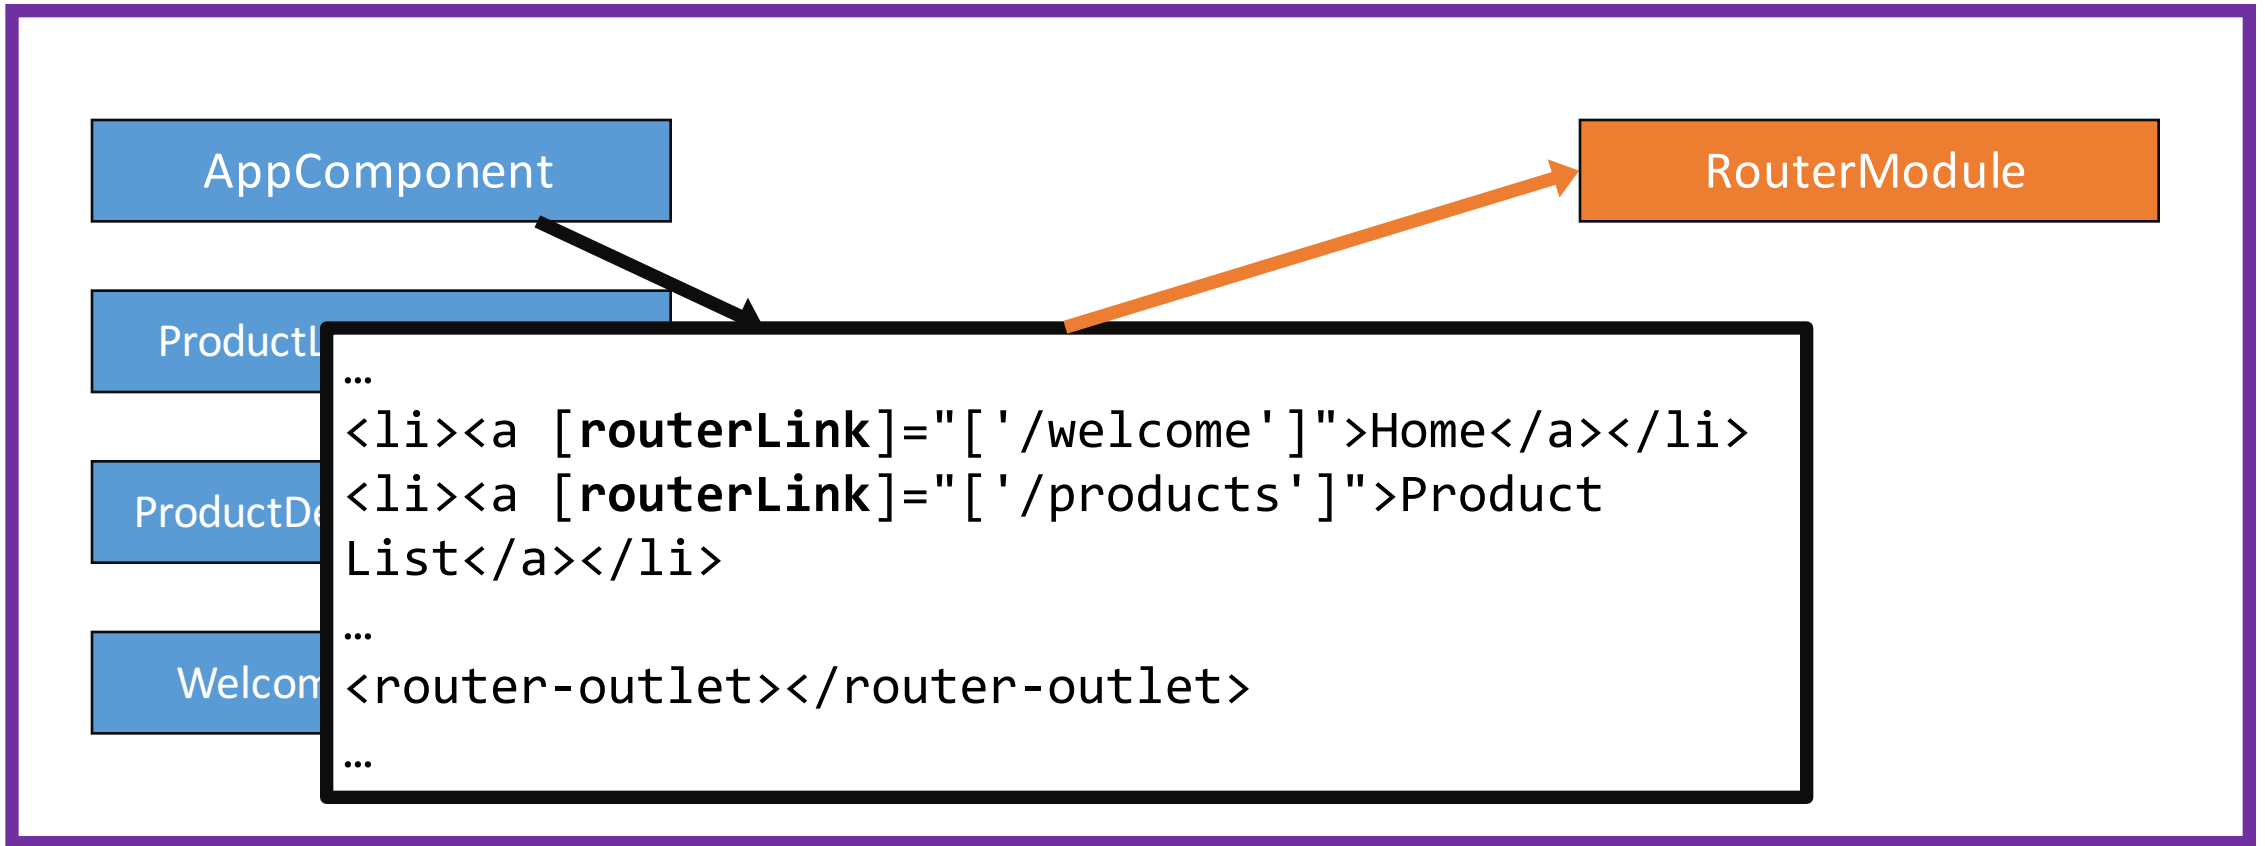 AppComponent
RouterModule
ProductL
ProductDe
Welcom
…
<li><a [routerLink]="['/welcome']">Home</a></li>
<li><a [routerLink]="['/products']">Product
List</a></li>
…
<router-outlet></router-outlet>
…